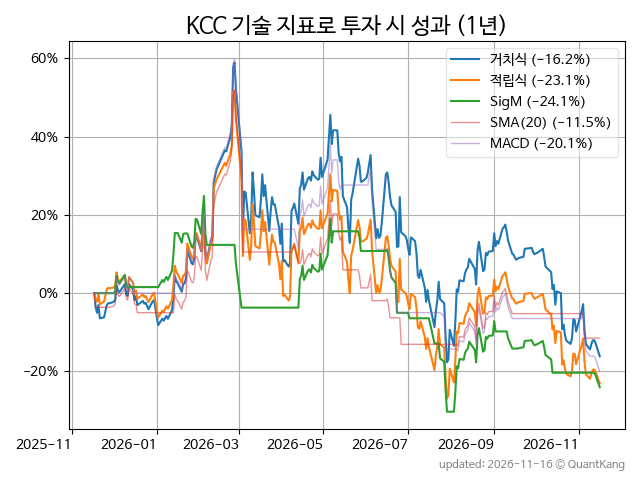 KCC 기술 지표로 투자 시 성과 (1년)
60%
40%
20%
0%
−20%
거치식 (−16.2%)
적립식 (−23.1%)
SigM (−24.1%)
SMA(20) (−11.5%)
MACD (−20.1%)
2025-11
2026-01
2026-03
2026-05
2026-07
2026-09
2026-11
updated: 2026-11-16 ⓒ QuantKang